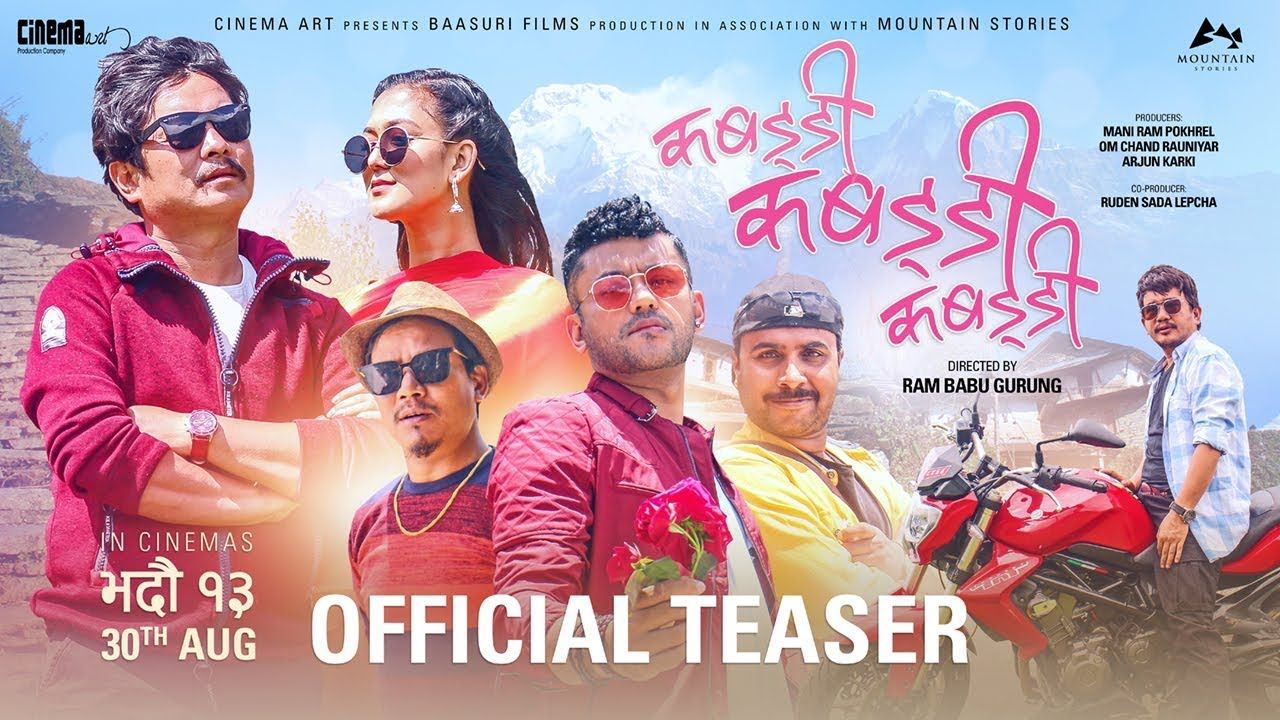 cinema art
Production Company
CINEMA ART PRESENTS BAASURI FILMS PRODUCTION IN ASSOCIATION WITH MOUNTAIN STORIES
MOUNTAIN
STORIES
कबड्डी
कबड्डी
कबड्डी
PRODUCERS:
MANI RAM POKHREL
OM CHAND RAUNIYAR
ARJUN KARKI
CO-PRODUCER:
RUDEN SADA LEPCHA
DIRECTED BY
RAM BABU GURUNG
IN CINEMAS
भदौ १३
30TH AUG
OFFICIAL TEASER